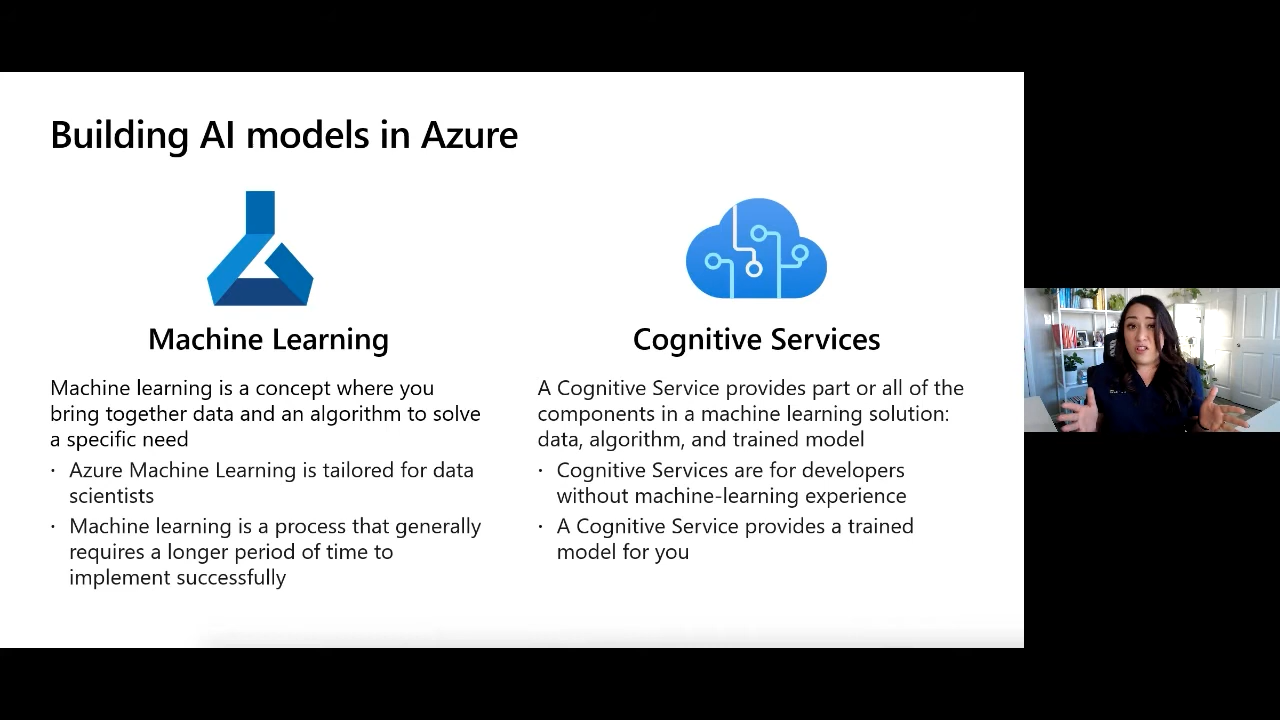 Building AI models in Azure
Machine Learning
Machine learning is a concept where you
bring together data and an algorithm to solve
a specific need
· Azure Machine Learning is tailored for data
scientists
· Machine learning is a process that generally
requires a longer period of time to
implement successfully
Cognitive Services
A Cognitive Service provides part or all of the
components in a machine learning solution:
data, algorithm, and trained model
· Cognitive Services are for developers
without machine-learning experience
· A Cognitive Service provides a trained
model for you